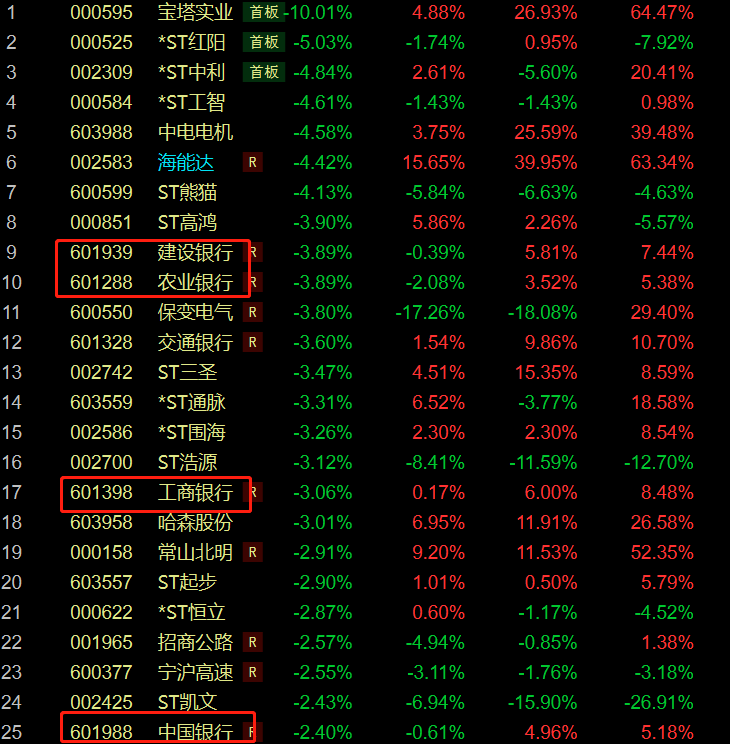 1 000595 宝塔实业 首板 -10.01% 4.88% 26.93% 64.47%
2 000525 *ST红阳 首板 -5.03% -1.74% 0.95% -7.92%
3 002309 *ST中利 首板 -4.84% 2.61% -5.60% 20.41%
4 000584 *ST工智 -4.61% -1.43% -1.43% 0.98%
5 603988 中电电机 -4.58% 3.75% 25.59% 39.48%
6 002583 海能达 R -4.42% 15.65% 39.95% 63.34%
7 600599 ST熊猫 -4.13% -5.84% -6.63% -4.63%
8 000851 ST高鸿 -3.90% 5.86% 2.26% -5.57%
9 601939 建设银行 R -3.89% -0.39% 5.81% 7.44%
10 601288 农业银行 R -3.89% -2.08% 3.52% 5.38%
11 600550 保变电气 R -3.80% -17.26% -18.08% 29.40%
12 601328 交通银行 R -3.60% 1.54% 9.86% 10.70%
13 002742 ST三圣 -3.47% 4.51% 15.35% 8.59%
14 603559 *ST通脉 -3.31% 6.52% -3.77% 18.58%
15 002586 *ST围海 -3.26% 2.30% 2.30% 8.54%
16 002700 ST浩源 -3.12% -8.41% -11.59% -12.70%
17 601398 工商银行 R -3.06% 0.17% 6.00% 8.48%
18 603958 哈森股份 -3.01% 6.95% 11.91% 26.58%
19 000158 常山北明 R -2.91% 9.20% 11.53% 52.35%
20 603557 ST起步 -2.90% 1.01% 0.50% 5.79%
21 000622 *ST恒立 -2.87% 0.60% -1.17% -4.52%
22 001965 招商公路 R -2.57% -4.94% -0.85% 1.38%
23 600377 宁沪高速 R -2.55% -3.11% -1.76% -3.18%
24 002425 ST凯文 -2.43% -6.94% -15.90% -26.91%
25 601988 中国银行 R -2.40% -0.61% 4.96% 5.18%